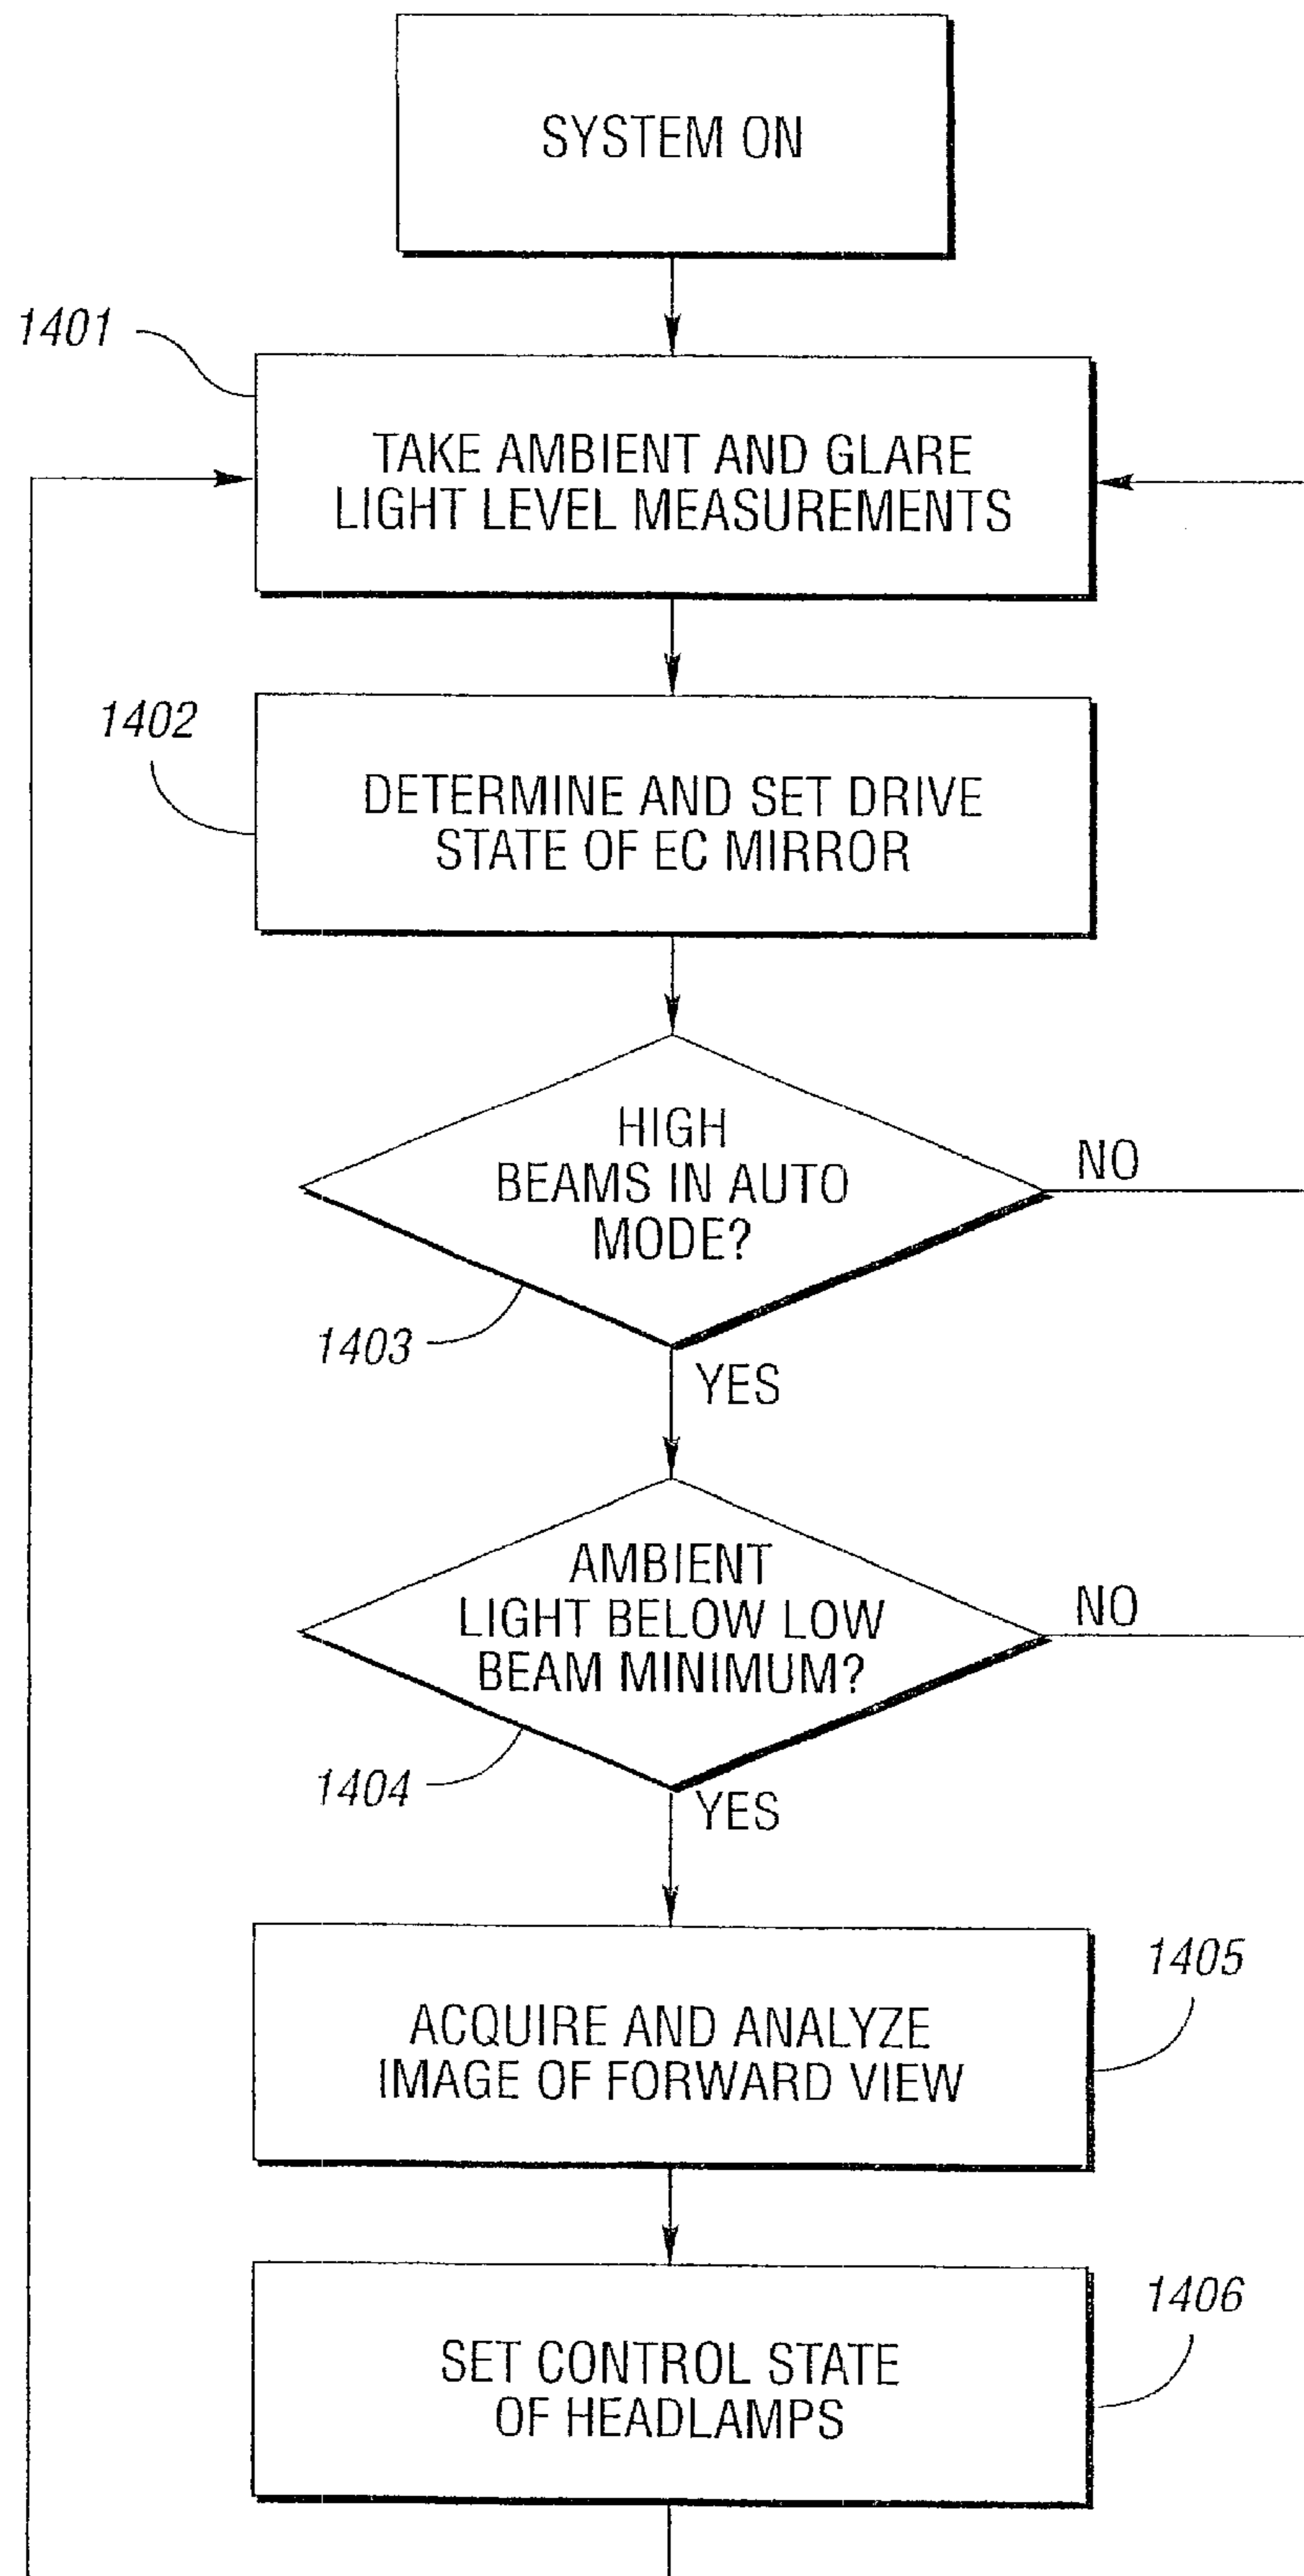 SYSTEM ON
1401
TAKE AMBIENT AND GLARE
LIGHT LEVEL MEASUREMENTS
1402
DETERMINE AND SET DRIVE
STATE OF EC MIRROR
HIGH
BEAMS IN AUTO
MODE?
NO
1403
YES
AMBIENT
LIGHT BELOW LOW
BEAM MINIMUM?
NO
1404
YES
1405
ACQUIRE AND ANALYZE
IMAGE OF FORWARD VIEW
1406
SET CONTROL STATE
OF HEADLAMPS